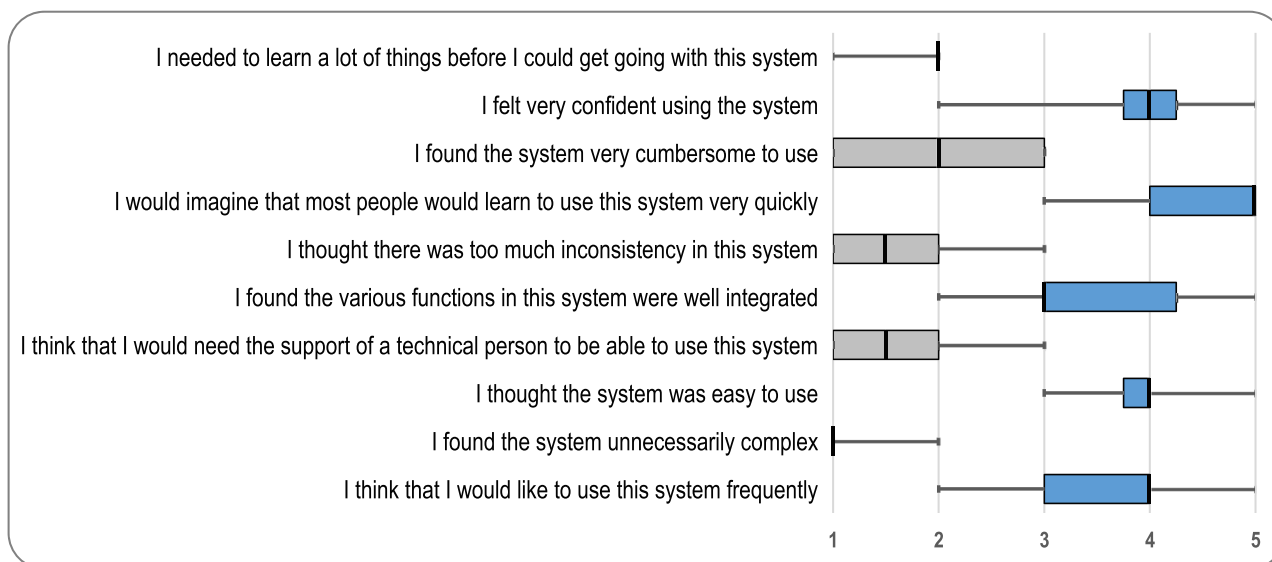 I needed to learn a lot of things before I could get going with this system
I felt very confident using the system
I found the system very cumbersome to use
I would imagine that most people would learn to use this system very quickly
I thought there was too much inconsistency in this system
I found the various functions in this system were well integrated
I think that I would need the support of a technical person to be able to use this system
I thought the system was easy to use
I found the system unnecessarily complex
I think that I would like to use this system frequently
1 2 3 4 5